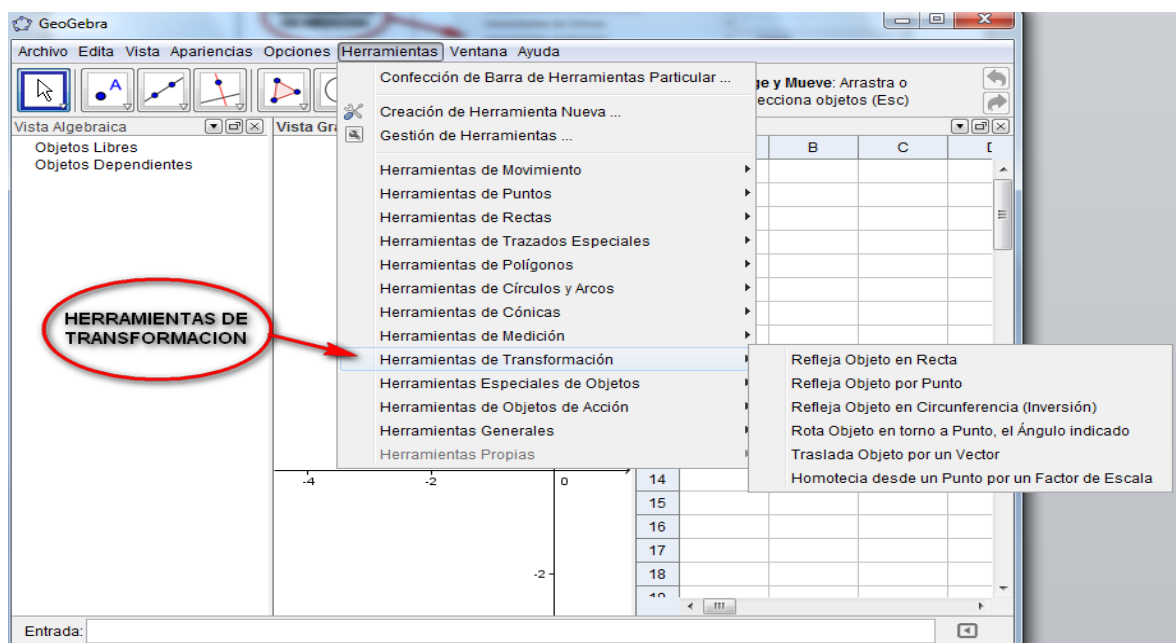 GeoGebra
Archivo Edita Vista Apariencias Opciones Herramientas Ventana Ayuda
Confección de Barra de Herramientas Particular ...
Creación de Herramienta Nueva ...
Gestión de Herramientas ...
Herramientas de Movimiento
Herramientas de Puntos
Herramientas de Rectas
Herramientas de Trazados Especiales
Herramientas de Polígonos
Herramientas de Círculos y Arcos
Herramientas de Cónicas
Herramientas de Medición
Herramientas de Transformación
Herramientas Especiales de Objetos
Herramientas de Objetos de Acción
Herramientas Generales
Herramientas Propias
Refleja Objeto en Recta
Refleja Objeto por Punto
Refleja Objeto en Circunferencia (Inversión)
Rota Objeto en torno a Punto, el Ángulo indicado
Traslada Objeto por un Vector
Homotecia desde un Punto por un Factor de Escala
A
y Mueve: Arrastra o
objetos (Esc)
Vista Algebraica
Vista
Objetos Libres
Objetos Dependientes
HERRAMIENTAS DE
TRANSFORMACION
B C
-4 -2 0
-2
14
15
16
17
18
Entrada: